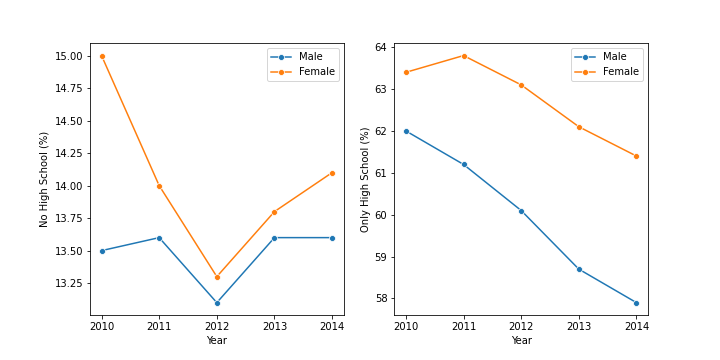 No High School (%)
15.00
14.75
14.50
14.25
14.00
13.75
13.50
13.25
2010 2011 2012 2013 2014
Year
Male
Female
Only High School (%)
64
63
62
61
60
59
58
2010 2011 2012 2013 2014
Year
Male
Female